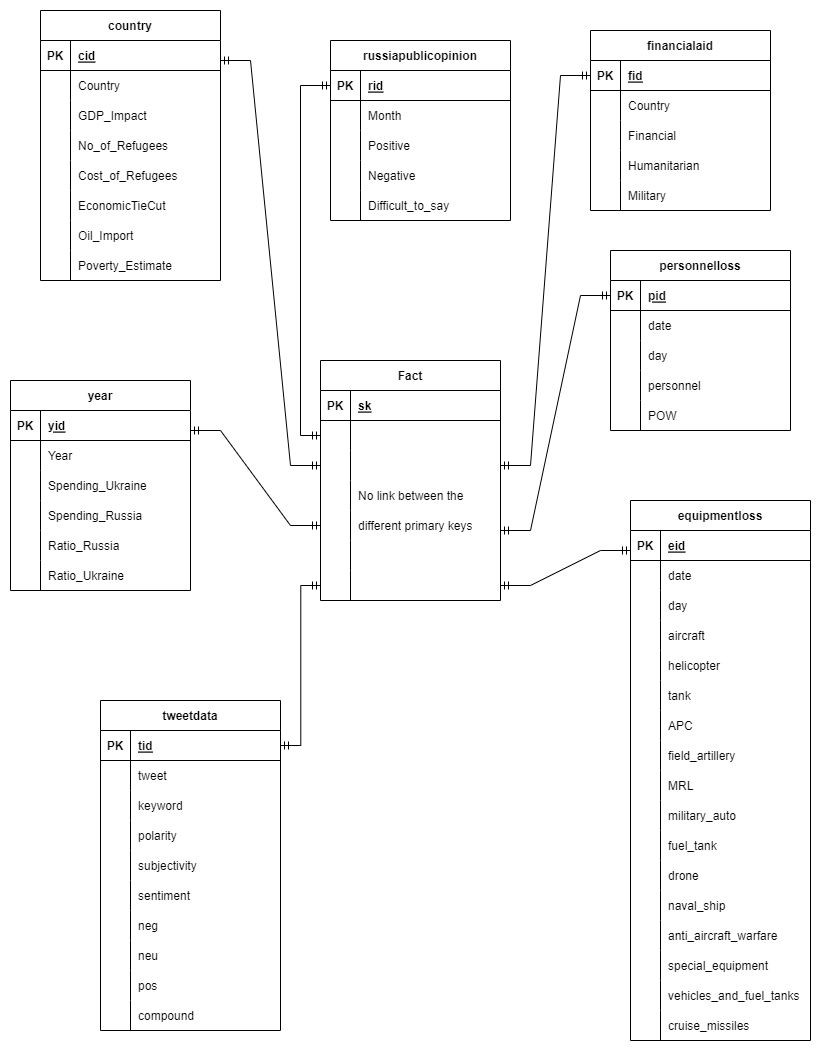 country
PK cid
Country
GDP_Impact
No_of_Refugees
Cost_of_Refugees
EconomicTieCut
Oil_Import
Poverty_Estimate
russiapublicopinion
PK rid
Month
Positive
Negative
Difficult_to_say
financialaid
PK fid
Country
Financial
Humanitarian
Military
personnelloss
PK pid
date
day
personnel
POW
year
PK yid
Year
Spending_Ukraine
Spending_Russia
Ratio_Russia
Ratio_Ukraine
Fact
PK sk
No link between the
different primary keys
equipmentloss
PK eid
date
day
aircraft
helicopter
tank
APC
field_artillery
MRL
military_auto
fuel_tank
drone
naval_ship
anti_aircraft_warfare
special_equipment
vehicles_and_fuel_tanks
cruise_missiles
tweetdata
PK tid
tweet
keyword
polarity
subjectivity
sentiment
neg
neu
pos
compound